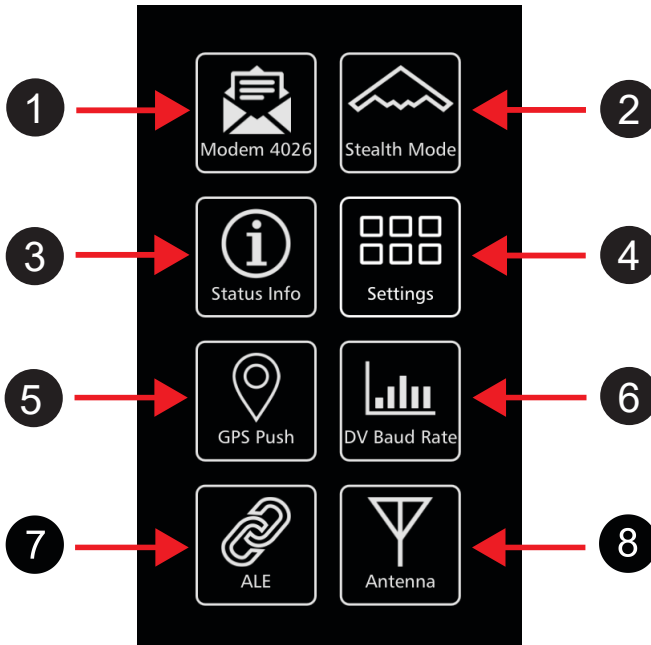 1
Modem 4026
Stealth Mode
2
3
Status Info
Settings
4
5
GPS Push
DV Baud Rate
6
7
ALE
Antenna
8